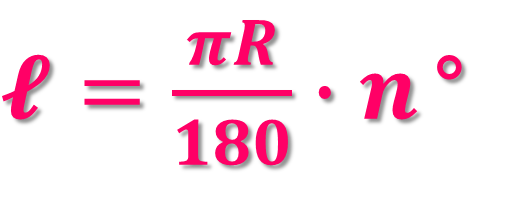 ℓ = πR/180 · n°